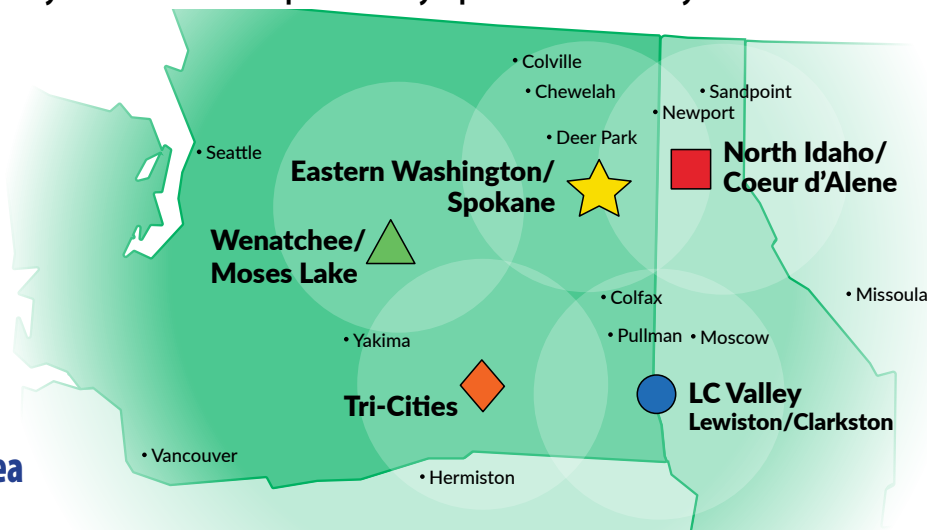 • Colville
• Chewelah
• Sandpoint
• Newport
• Deer Park
• Seattle
North Idaho/
Coeur d’Alene
Eastern Washington/
Spokane
Wenatchee/
Moses Lake
• Colfax
• Missoula
• Pullman
• Moscow
• Yakima
Tri-Cities
LC Valley
Lewiston/Clarkston
• Vancouver
ea
• Hermiston